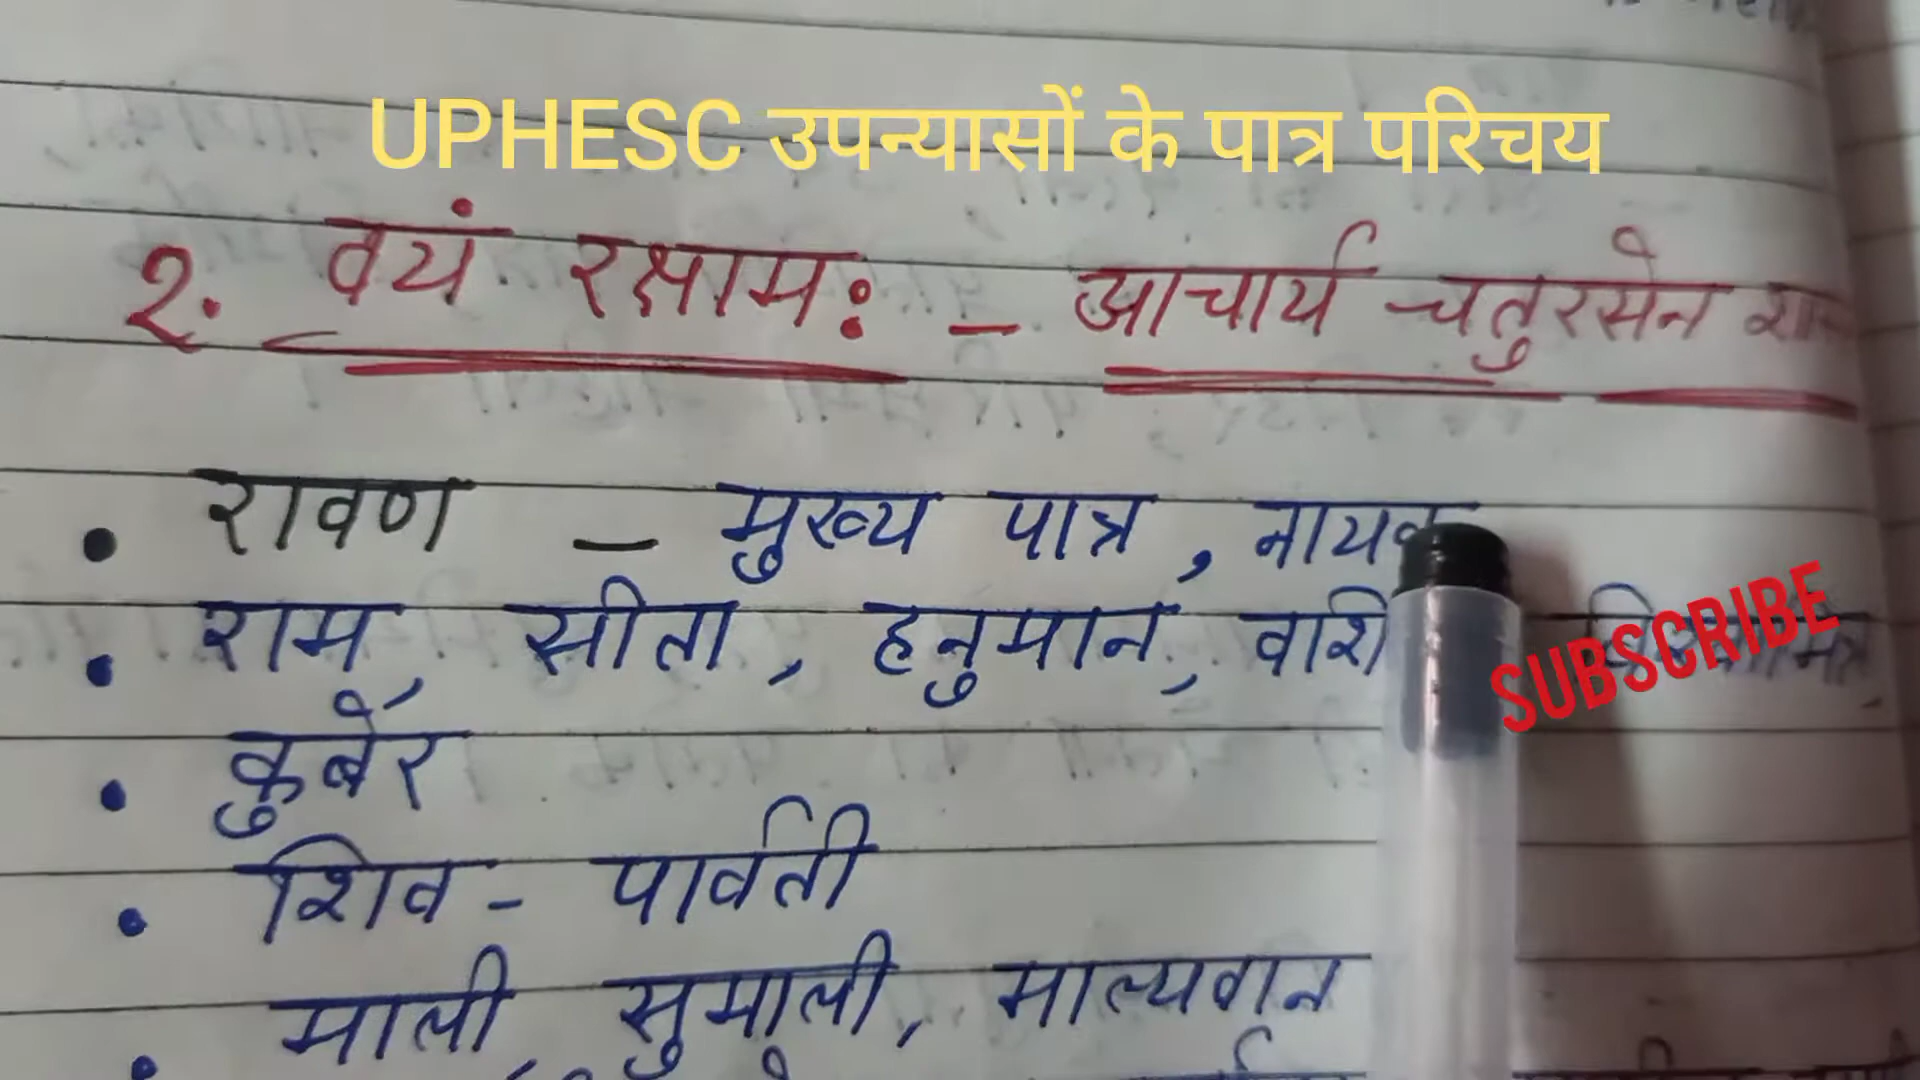 UPHESC उपन्यासों के पात्र परिचय
२. वयं रक्षाम: - आचार्य चतुरसेन
• रावण - मुख्य पात्र, नायक
• राम, सीता, हनुमान, वशि
SUBSCRIBE
• कुबेर
• शिव - पार्वती
• माली, सुमाली, माल्यवान